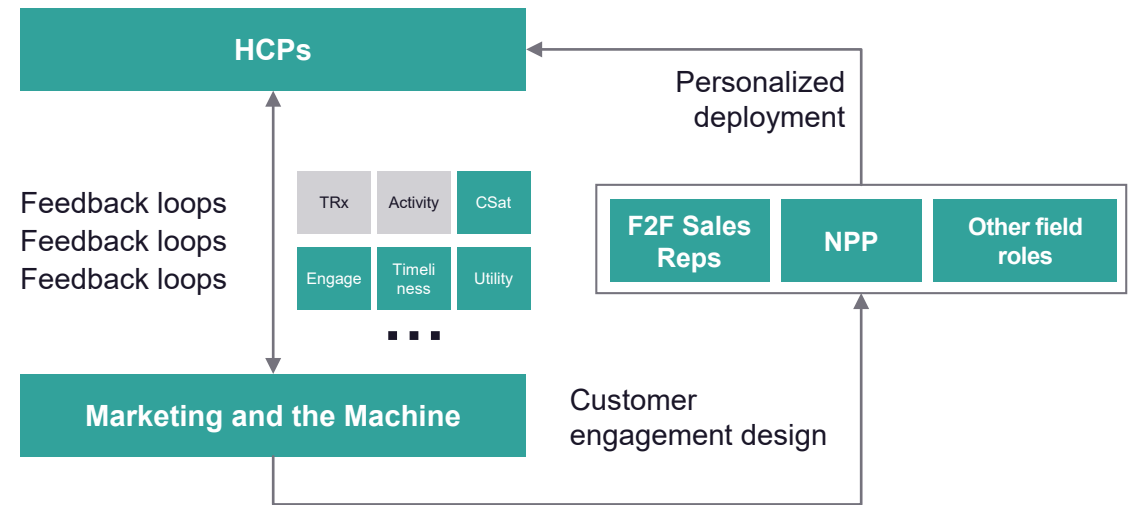 HCPs
Personalized
deployment
Feedback loops
Feedback loops
Feedback loops
TRx
Activity
CSat
Engage
Timeli
ness
Utility
...
F2F Sales
Reps
NPP
Other field
roles
Marketing and the Machine
Customer
engagement design